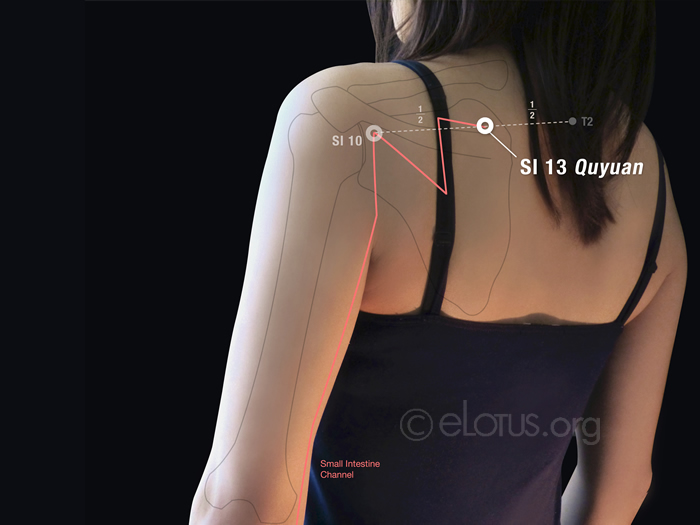 1
2
1
2
T2
SI 10
SI 13 Quyuan
© eLotus.org
Small Intestine
Channel